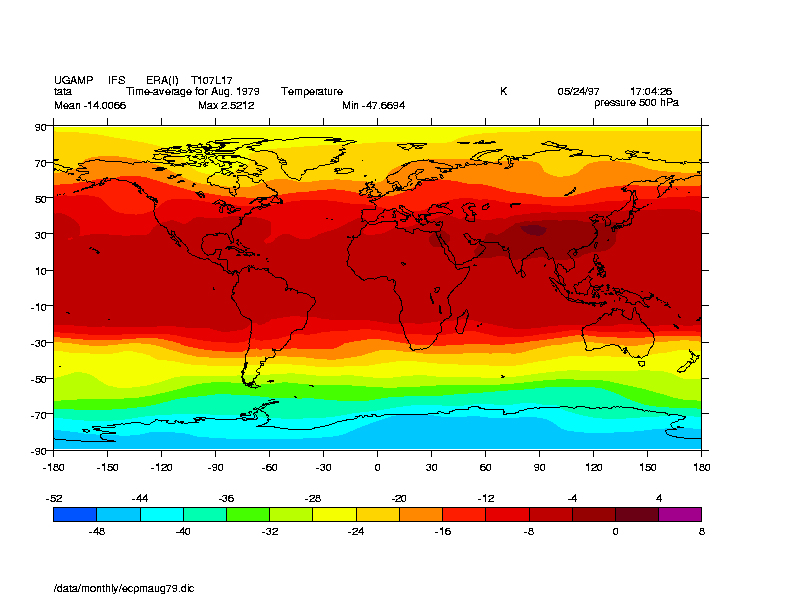 UGAMP IFS ERA(I) T107L17
tata Time-average for Aug. 1979 Temperature K 05/24/97 17:04:26
Mean -14.0066 Max 2.5212 Min -47.6694 pressure 500 hPa
90
70
50
30
10
-10
-30
-50
-70
-90
-180 -150 -120 -90 -60 -30 0 30 60 90 120 150 180
-52 -44 -36 -28 -20 -12 -4 4
-48 -40 -32 -24 -16 -8 0 8
/data/monthly/ecpmaug79.dic